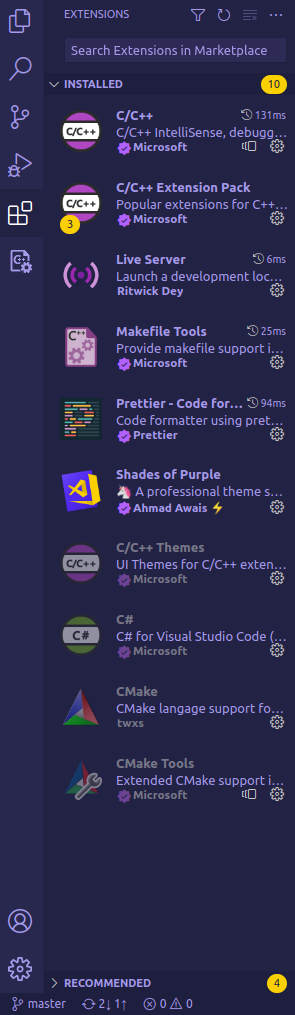 EXTENSIONS
Search Extensions in Marketplace
INSTALLED 10
C/C++ C/C++ 131ms
C/C++ IntelliSense, debugg...
Microsoft
C/C++ C/C++ Extension Pack
Popular extensions for C++...
3 Microsoft
Live Server 6ms
Launch a development loc...
Ritwick Dey
C++ Makefile Tools 25ms
Provide makefile support i...
Microsoft
Prettier - Code for... 94ms
Code formatter using pret...
Prettier
Shades of Purple
🦄 A professional theme s...
Ahmad Awais ⚡
C/C++ C/C++ Themes
UI Themes for C/C++ exten...
Microsoft
C# C#
C# for Visual Studio Code (...
Microsoft
CMake
CMake langage support fo...
twxs
CMake Tools
Extended CMake support i...
Microsoft
RECOMMENDED 4
master 2↓ 1↑ 0 0